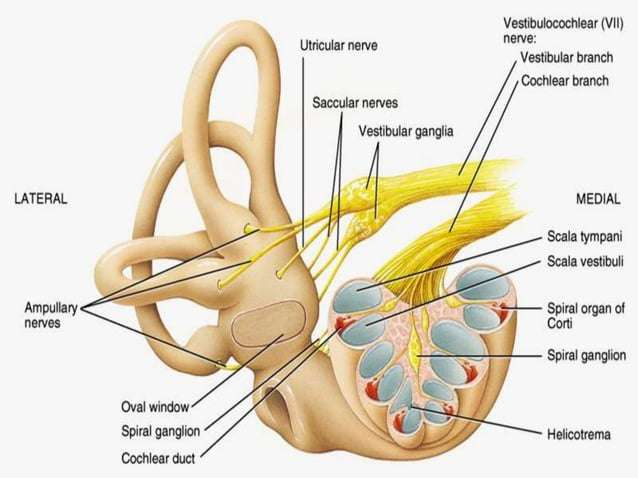 Vestibulocochlear (VII)
nerve:
Vestibular branch
Cochlear branch
Utricular nerve
Saccular nerves
Vestibular ganglia
LATERAL
MEDIAL
Scala tympani
Scala vestibuli
Ampullary
nerves
Spiral organ of
Corti
Spiral ganglion
Oval window
Spiral ganglion
Cochlear duct
Helicotrema